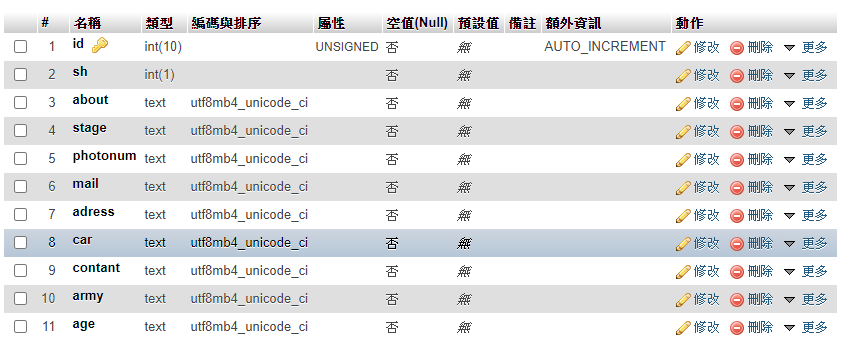 # 名稱 類型 編碼與排序 屬性 空值(Null) 預設值 備註 額外資訊 動作
1 id int(10) UNSIGNED 否 無 AUTO_INCREMENT 修改 刪除 更多
2 sh int(1) 否 無 修改 刪除 更多
3 about text utf8mb4_unicode_ci 否 無 修改 刪除 更多
4 stage text utf8mb4_unicode_ci 否 無 修改 刪除 更多
5 photonum text utf8mb4_unicode_ci 否 無 修改 刪除 更多
6 mail text utf8mb4_unicode_ci 否 無 修改 刪除 更多
7 adress text utf8mb4_unicode_ci 否 無 修改 刪除 更多
8 car text utf8mb4_unicode_ci 否 無 修改 刪除 更多
9 contant text utf8mb4_unicode_ci 否 無 修改 刪除 更多
10 army text utf8mb4_unicode_ci 否 無 修改 刪除 更多
11 age text utf8mb4_unicode_ci 否 無 修改 刪除 更多